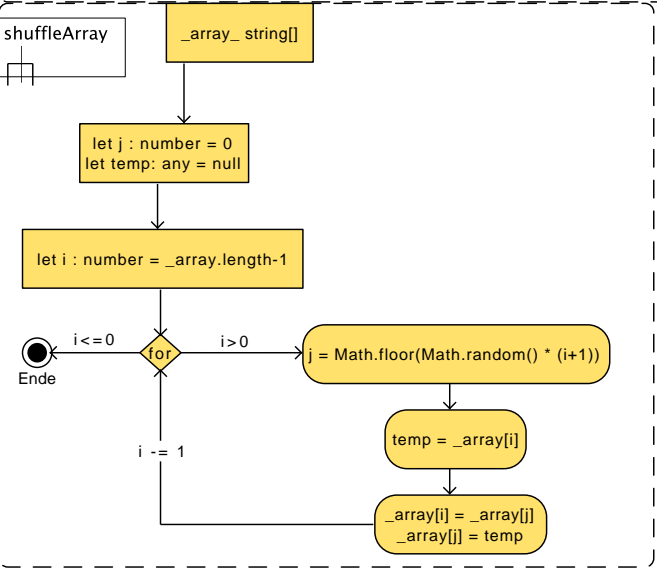 shuffleArray
_array_ string[]
let j : number = 0
let temp: any = null
let i : number = _array.length-1
i<=0
for
i>0
j = Math.floor(Math.random() * (i+1))
Ende
temp = _array[i]
i -= 1
_array[i] = _array[j]
_array[j] = temp